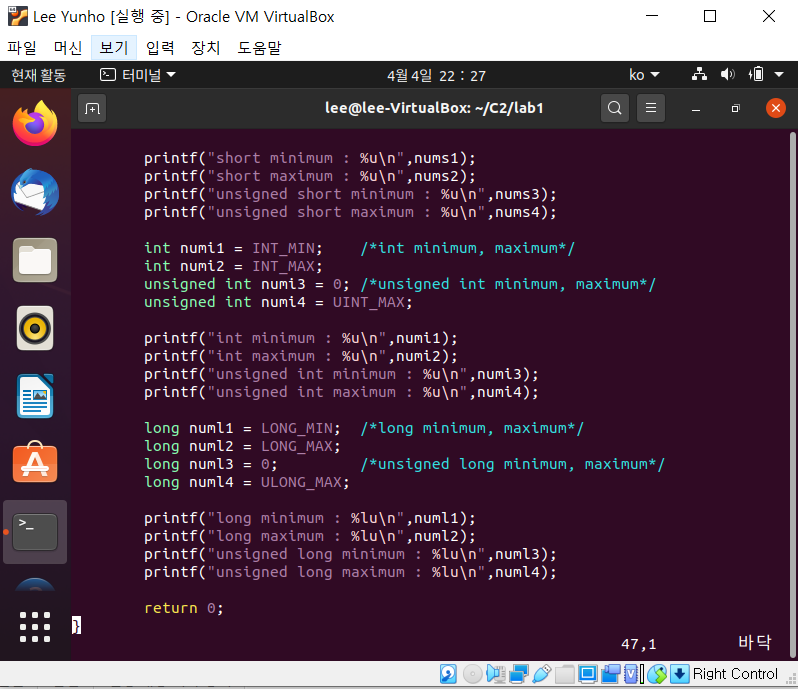 Lee Yunho [실행 중] - Oracle VM VirtualBox
파일 머신 보기 입력 장치 도움말
현재 활동 터미널 4월 4일 22 : 27 ko
lee@lee-VirtualBox: ~/C2/lab1
printf("short minimum : %u\n",nums1);
printf("short maximum : %u\n",nums2);
printf("unsigned short minimum : %u\n",nums3);
printf("unsigned short maximum : %u\n",nums4);
int numi1 = INT_MIN; /*int minimum, maximum*/
int numi2 = INT_MAX;
unsigned int numi3 = 0; /*unsigned int minimum, maximum*/
unsigned int numi4 = UINT_MAX;
printf("int minimum : %u\n",numi1);
printf("int maximum : %u\n",numi2);
printf("unsigned int minimum : %u\n",numi3);
printf("unsigned int maximum : %u\n",numi4);
long numl1 = LONG_MIN; /*long minimum, maximum*/
long numl2 = LONG_MAX;
long numl3 = 0; /*unsigned long minimum, maximum*/
long numl4 = ULONG_MAX;
printf("long minimum : %lu\n",numl1);
printf("long maximum : %lu\n",numl2);
printf("unsigned long minimum : %lu\n",numl3);
printf("unsigned long maximum : %lu\n",numl4);
return 0;
}
47,1 바닥
Right Control